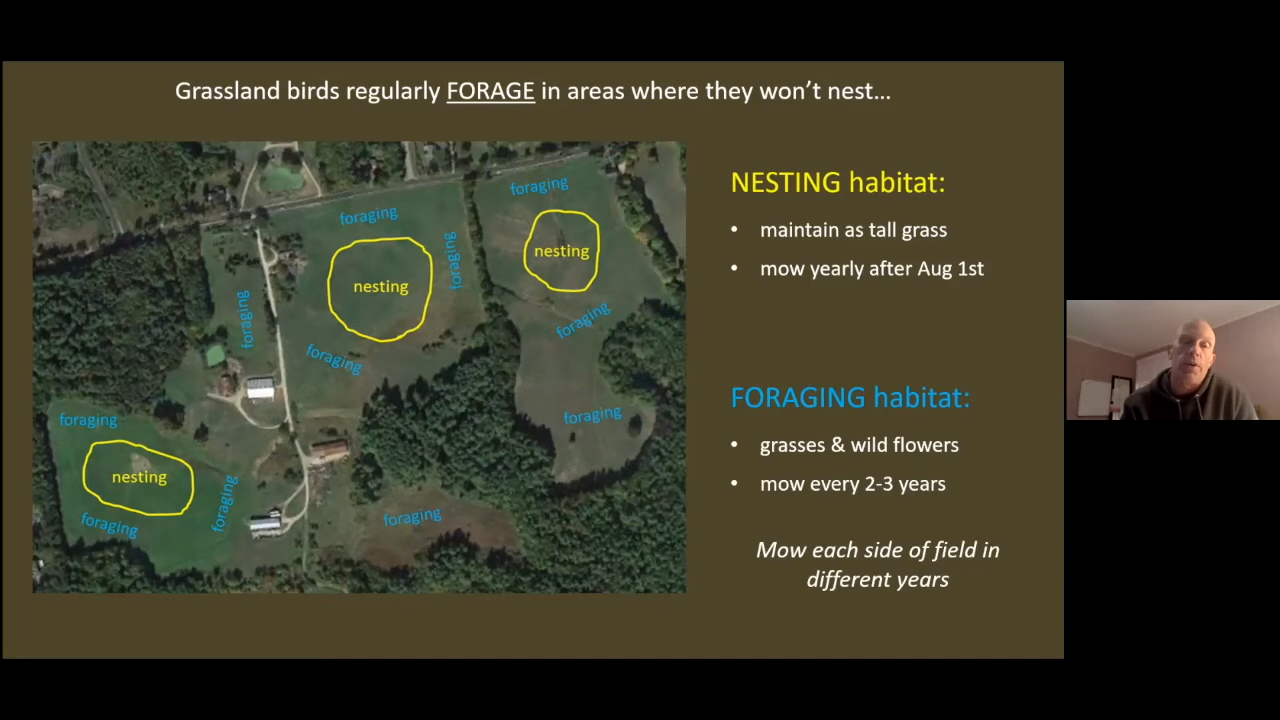 Grassland birds regularly FORAGE in areas where they won't nest...
foraging
foraging
foraging
nesting
nesting
foraging
foraging
foraging
foraging
foraging
foraging
nesting
foraging
foraging
foraging
NESTING habitat:
• maintain as tall grass
• mow yearly after Aug 1st
FORAGING habitat:
• grasses & wild flowers
• mow every 2-3 years
Mow each side of field in
different years